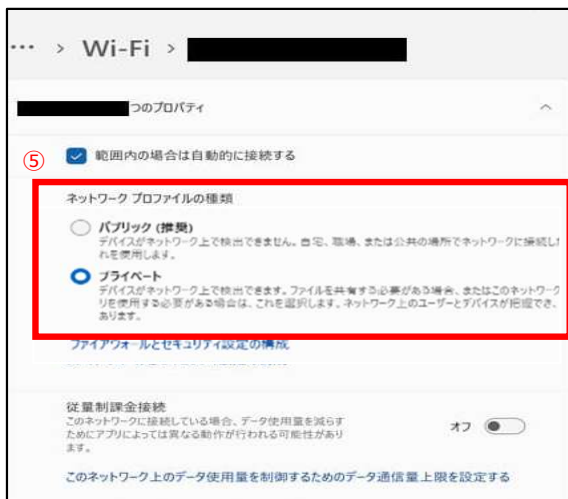 … > Wi-Fi >
つのプロパティ
⑤
範囲内の場合は自動的に接続する
ネットワーク プロファイルの種類
パブリック (推奨)
デバイスがネットワーク上で検出できません。自宅、職場、または公共の場所でネットワークに接続し
れを使用します。
プライベート
デバイスがネットワーク上で検出できます。ファイルを共有する必要がある場合、またはこのネットワーク
リを使用する必要がある場合は、これを選択します。ネットワーク上のユーザーとデバイスが把握でき、
あります。
ファイアウォールとセキュリティ設定の構成
従量制課金接続
このネットワークに接続している場合、データ使用量を減らす
ためにアプリによっては異なる動作が行われる可能性があり
ます。
オフ
このネットワーク上のデータ使用量を制御するためのデータ通信量上限を設定する